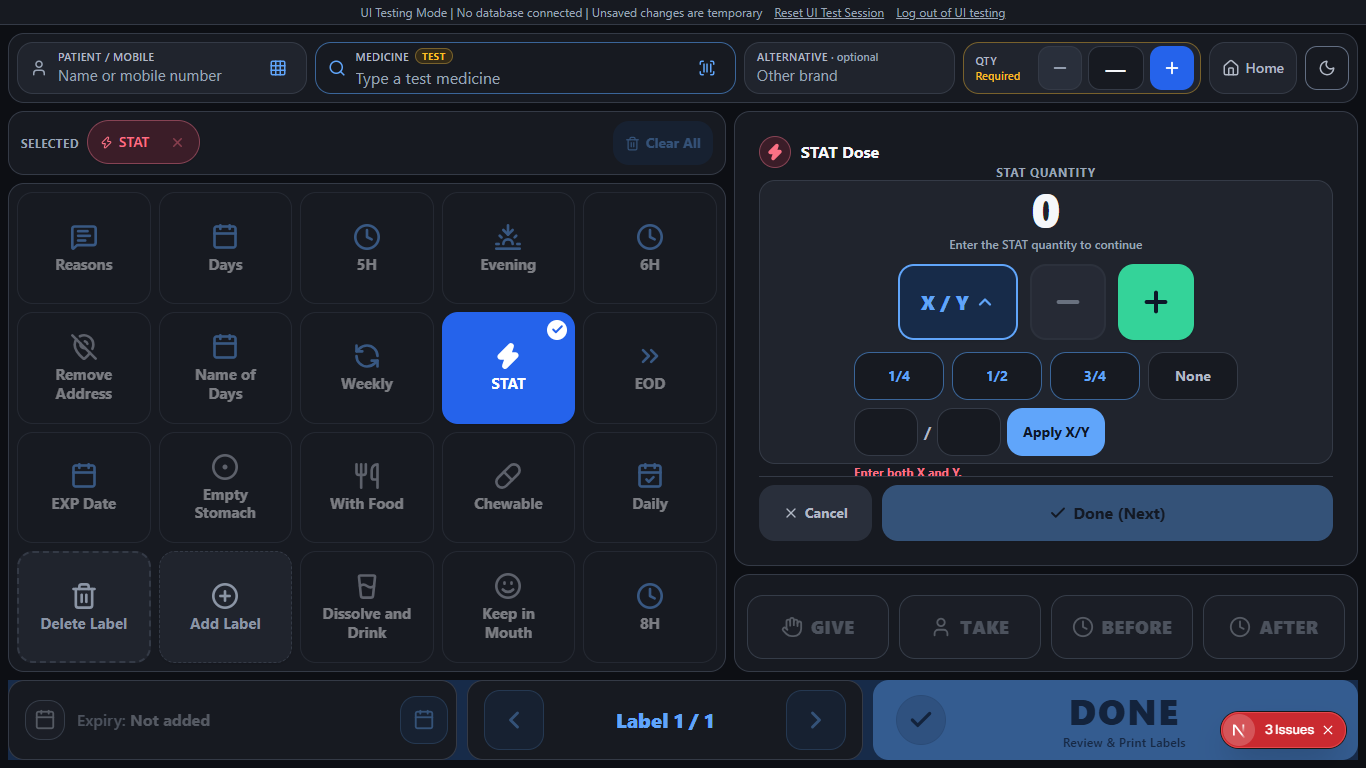 UI Testing Mode | No database connected | Unsaved changes are temporary Reset UI Test Session Log out of UI testing
PATIENT / MOBILE
Name or mobile number
MEDICINE TEST
Type a test medicine
ALTERNATIVE · optional
Other brand
QTY
Required
—
Home
SELECTED
STAT
Clear All
Reasons
Days
5H
Evening
6H
Remove
Address
Name of
Days
Weekly
STAT
EOD
EXP Date
Empty
Stomach
With Food
Chewable
Daily
Delete Label
Add Label
Dissolve and
Drink
Keep in
Mouth
8H
STAT Dose
STAT QUANTITY
0
Enter the STAT quantity to continue
X / Y
1/4
1/2
3/4
None
/
Apply X/Y
Enter both X and Y.
Cancel
Done (Next)
GIVE
TAKE
BEFORE
AFTER
Expiry: Not added
Label 1 / 1
DONE
Review & Print Labels
N
3 Issues